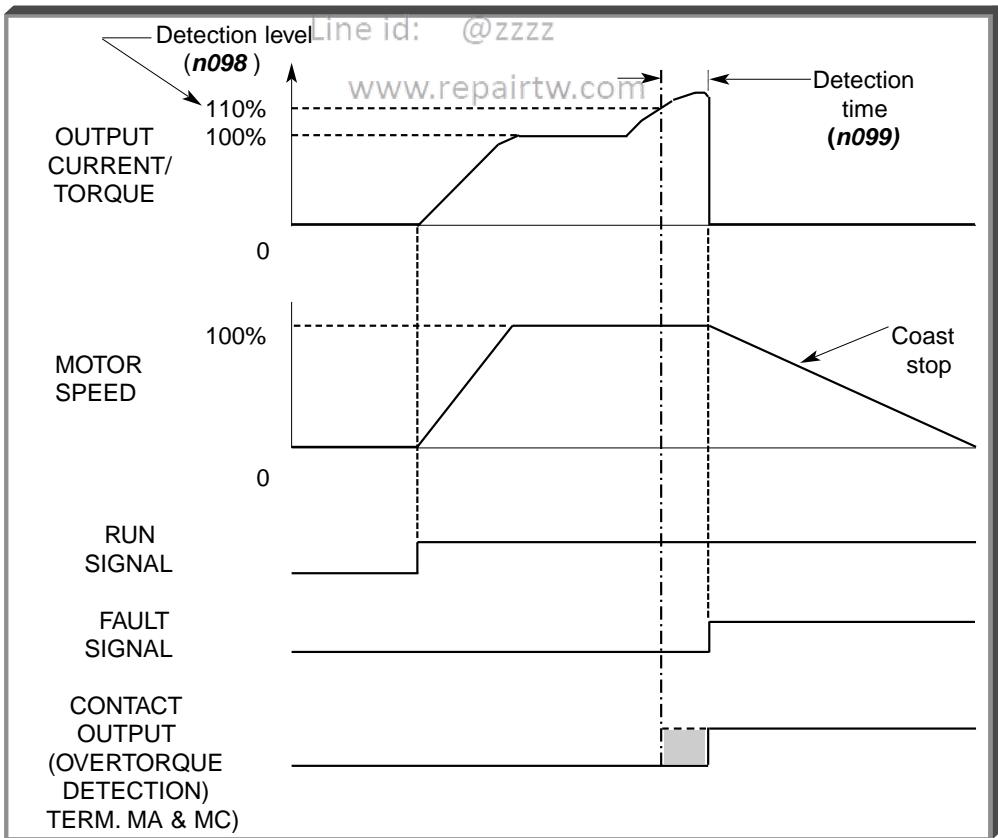 Line id: @zzzz
www.repairtw.com
Detection level
(n098 )
110%
100%
OUTPUT
CURRENT/
TORQUE
0
Detection
time
(n099)
100%
MOTOR
SPEED
0
Coast
stop
RUN
SIGNAL
FAULT
SIGNAL
CONTACT
OUTPUT
(OVERTORQUE
DETECTION)
TERM. MA & MC)